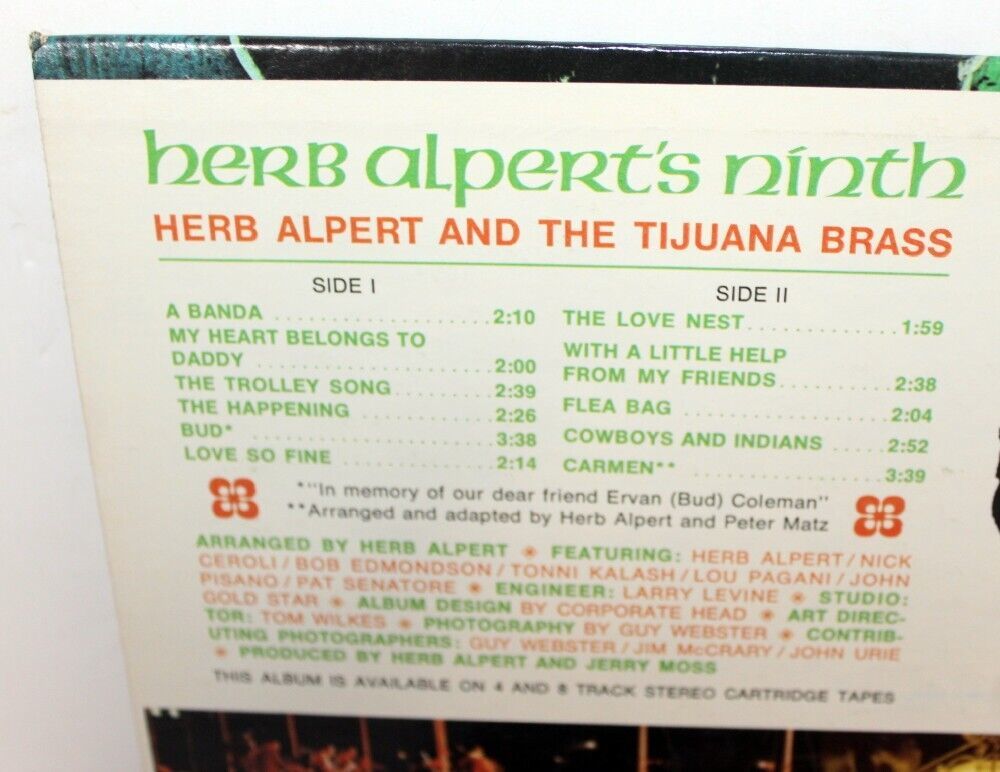 herb alpert's ninth
HERB ALPERT AND THE TIJUANA BRASS
SIDE I
A BANDA ................... 2:10
MY HEART BELONGS TO
DADDY ..................... 2:00
THE TROLLEY SONG ......... 2:39
THE HAPPENING ............ 2:26
BUD* ...................... 3:38
LOVE SO FINE .............. 2:14
SIDE II
THE LOVE NEST ............. 1:59
WITH A LITTLE HELP
FROM MY FRIENDS .......... 2:38
FLEA BAG .................. 2:04
COWBOYS AND INDIANS ..... 2:52
CARMEN** ................. 3:39
*"In memory of our dear friend Ervan (Bud) Coleman"
**Arranged and adapted by Herb Alpert and Peter Matz
ARRANGED BY HERB ALPERT * FEATURING: HERB ALPERT/NICK
CEROLI/BOB EDMONDSON/TONNI KALASH/LOU PAGANI/JOHN
PISANO/PAT SENATORE * ENGINEER: LARRY LEVINE * STUDIO:
GOLD STAR * ALBUM DESIGN BY CORPORATE HEAD * ART DIREC-
TOR: TOM WILKES * PHOTOGRAPHY BY GUY WEBSTER * CONTRIB-
UTING PHOTOGRAPHERS: GUY WEBSTER/JIM McCRARY/JOHN URIE
* PRODUCED BY HERB ALPERT AND JERRY MOSS
THIS ALBUM IS AVAILABLE ON 4 AND 8 TRACK STEREO CARTRIDGE TAPES